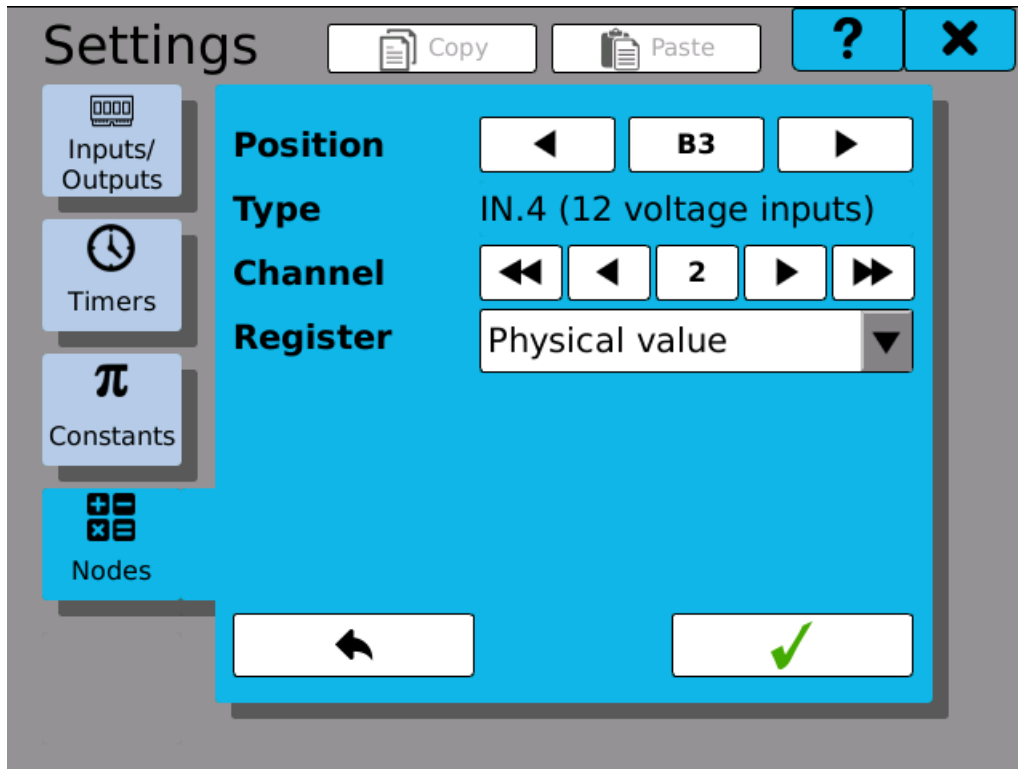 Settings
Copy
Paste
?
Inputs/
Outputs
Timers
π
Constants
Nodes
Position
B3
Type
IN.4 (12 voltage inputs)
Channel
2
Register
Physical value